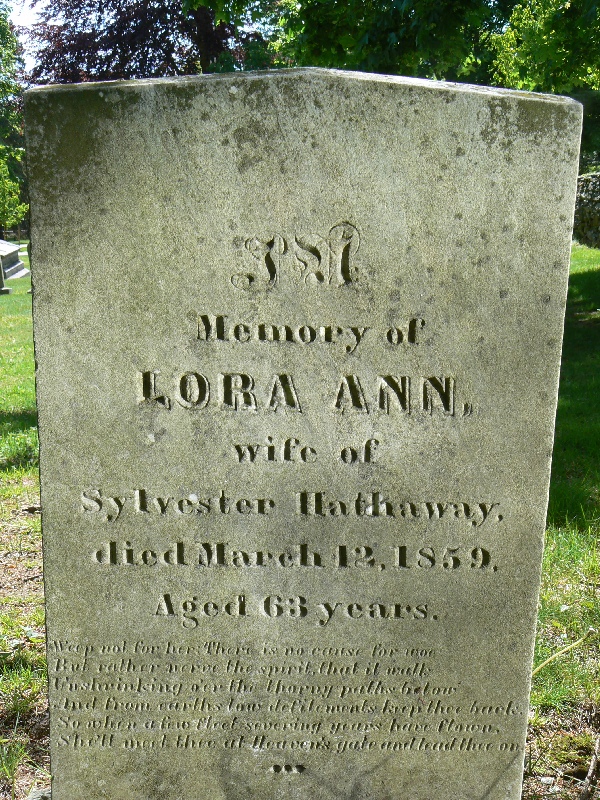 IN
Memory of
LORA ANN,
wife of
Sylvester Hathaway,
died March 12, 1859.
Aged 63 years.
Weep not for her; There is no cause for woe
But rather nerve the spirit, that it walk
Unshrinking o'er the thorny paths below
And from earths low defilements keep thee back
So when a few fleet severing years have flown,
She'll meet thee at Heaven's gate and lead thee on